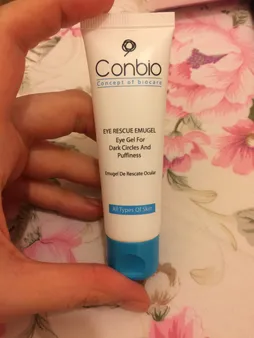 Conbio
Concept of biocare
EYE RESCUE EMUGEL
Eye Gel For
Dark Circles And
Puffiness
Emugel De Rescate Ocular
All Types Of Skin